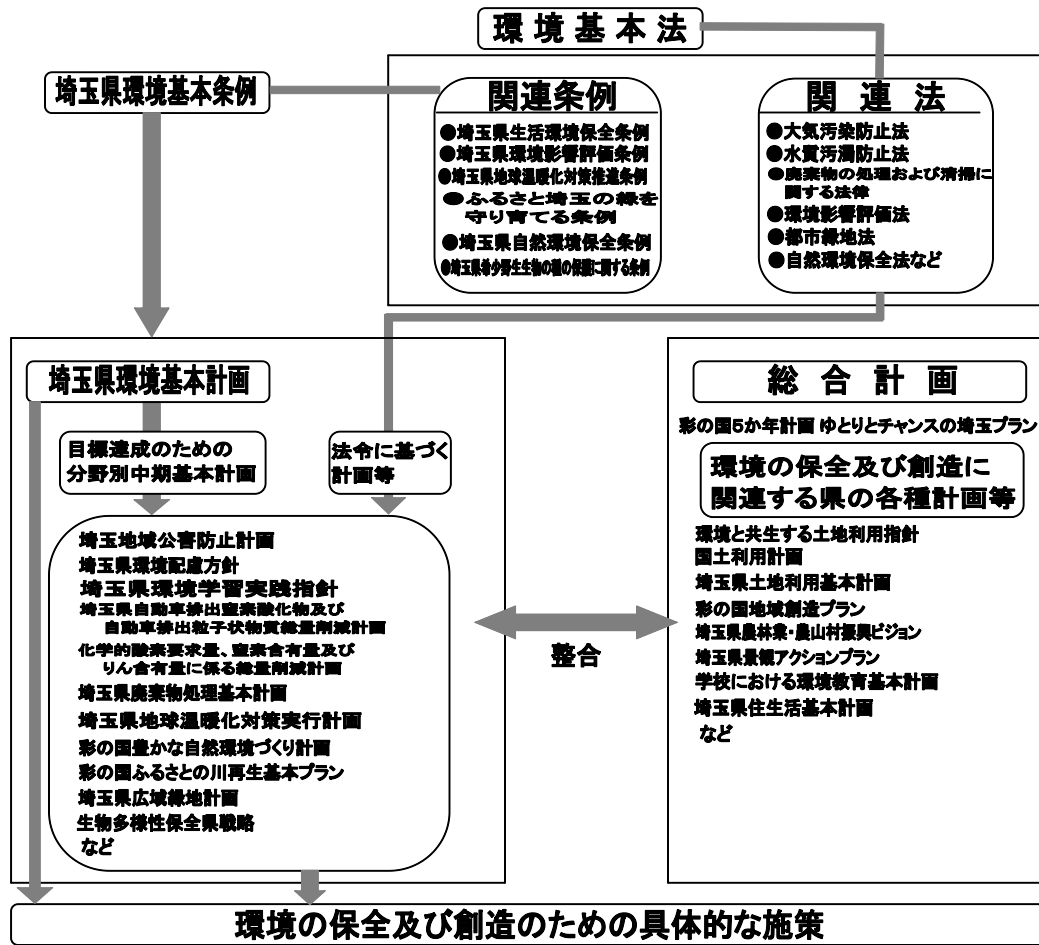 環境基本法
埼玉県環境基本条例
関連条例
●埼玉県生活環境保全条例
●埼玉県環境影響評価条例
●埼玉県地球温暖化対策推進条例
●ふるさと埼玉の緑を
守り育てる条例
●埼玉県自然環境保全条例
●埼玉県希少野生生物の種の保護に関する条例
関連法
●大気汚染防止法
●水質汚濁防止法
●廃棄物の処理および清掃に
関する法律
●環境影響評価法
●都市緑地法
●自然環境保全法など
埼玉県環境基本計画
目標達成のための
分野別中期基本計画
法令に基づく
計画等
埼玉地域公害防止計画
埼玉県環境配慮方針
埼玉県環境学習実践指針
埼玉県自動車排出窒素酸化物及び
自動車排出粒子状物質総量削減計画
化学的酸素要求量、窒素含有量及び
りん含有量に係る総量削減計画
埼玉県廃棄物処理基本計画
埼玉県地球温暖化対策実行計画
彩の国豊かな自然環境づくり計画
彩の国ふるさとの川再生基本プラン
埼玉県広域緑地計画
生物多様性保全県戦略
など
整合
総合計画
彩の国5か年計画 ゆとりとチャンスの埼玉プラン
環境の保全及び創造に
関連する県の各種計画等
環境と共生する土地利用指針
国土利用計画
埼玉県土地利用基本計画
彩の国地域創造プラン
埼玉県農林業・農山村振興ビジョン
埼玉県景観アクションプラン
学校における環境教育基本計画
埼玉県住生活基本計画
など
環境の保全及び創造のための具体的な施策